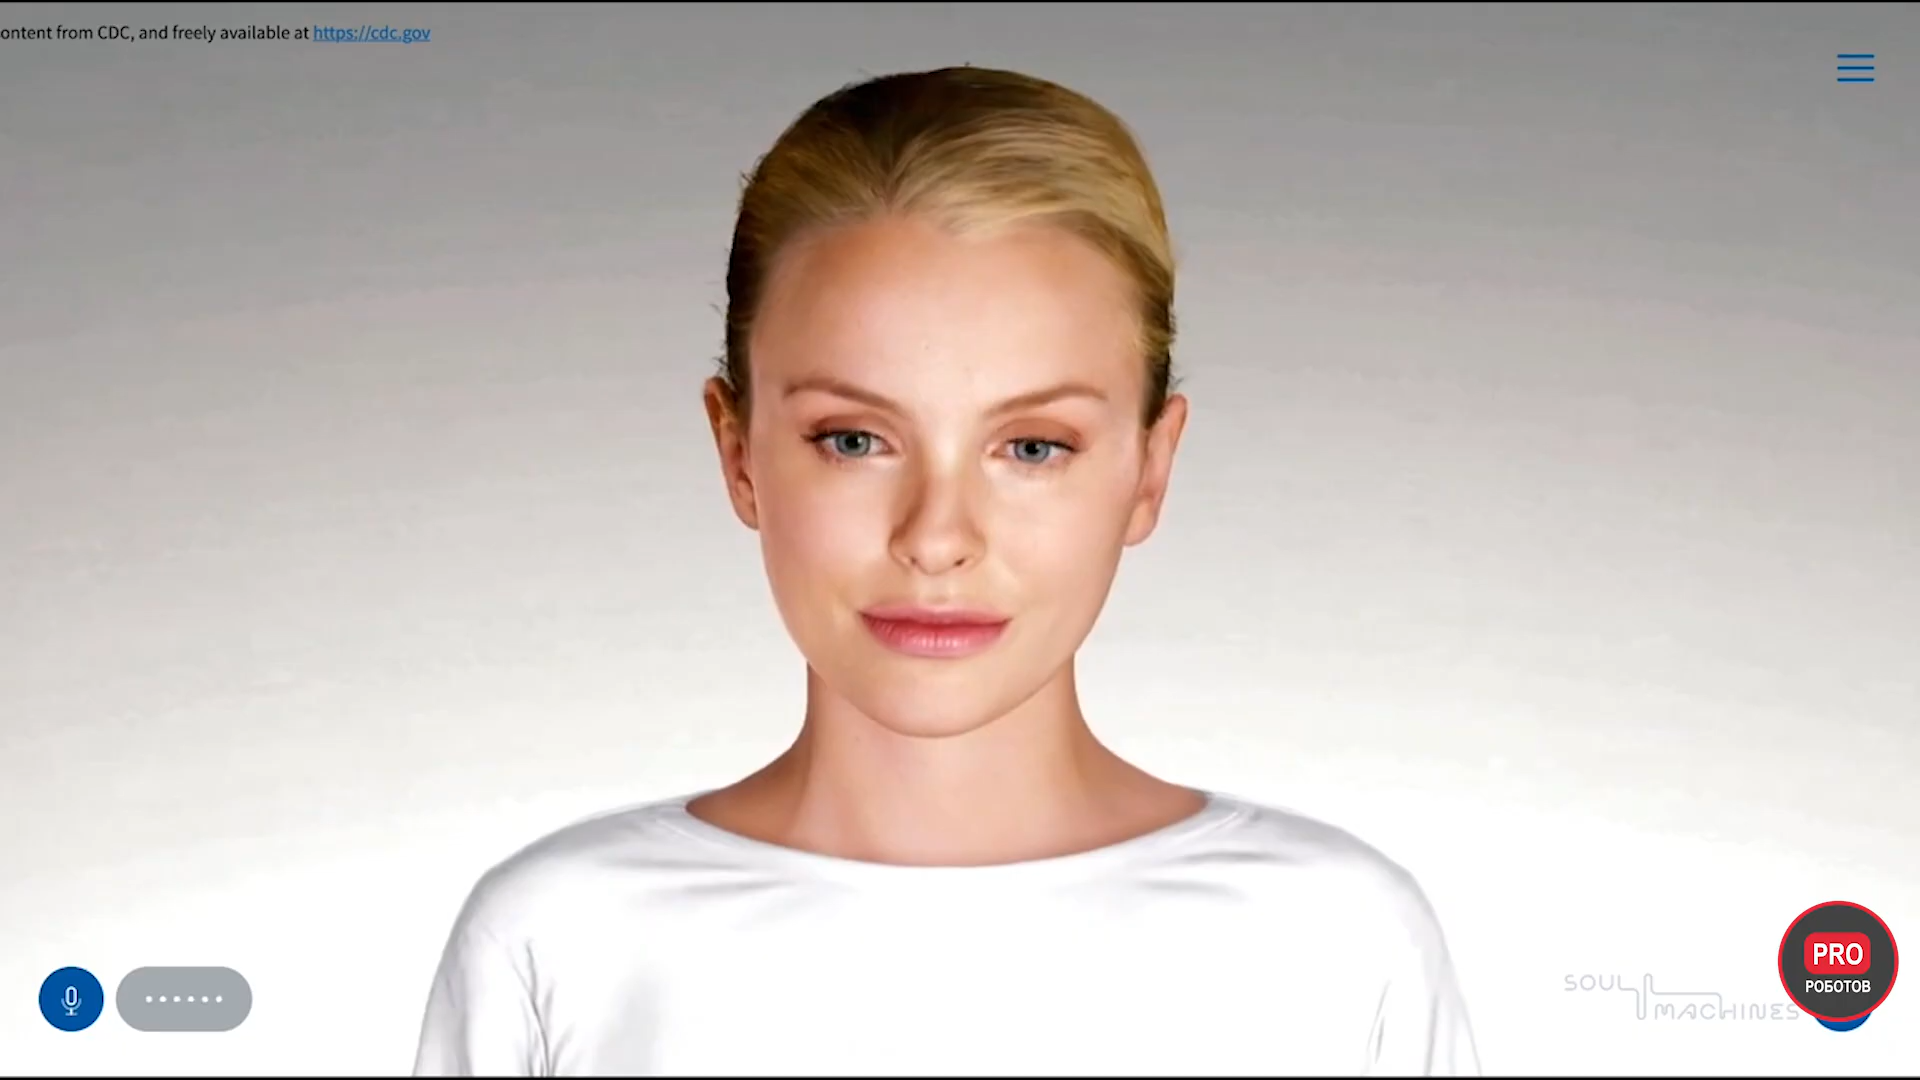 ontent from CDC, and freely available at https://cdc.gov
SOUL
MACHINES
PRO
РОБОТОВ